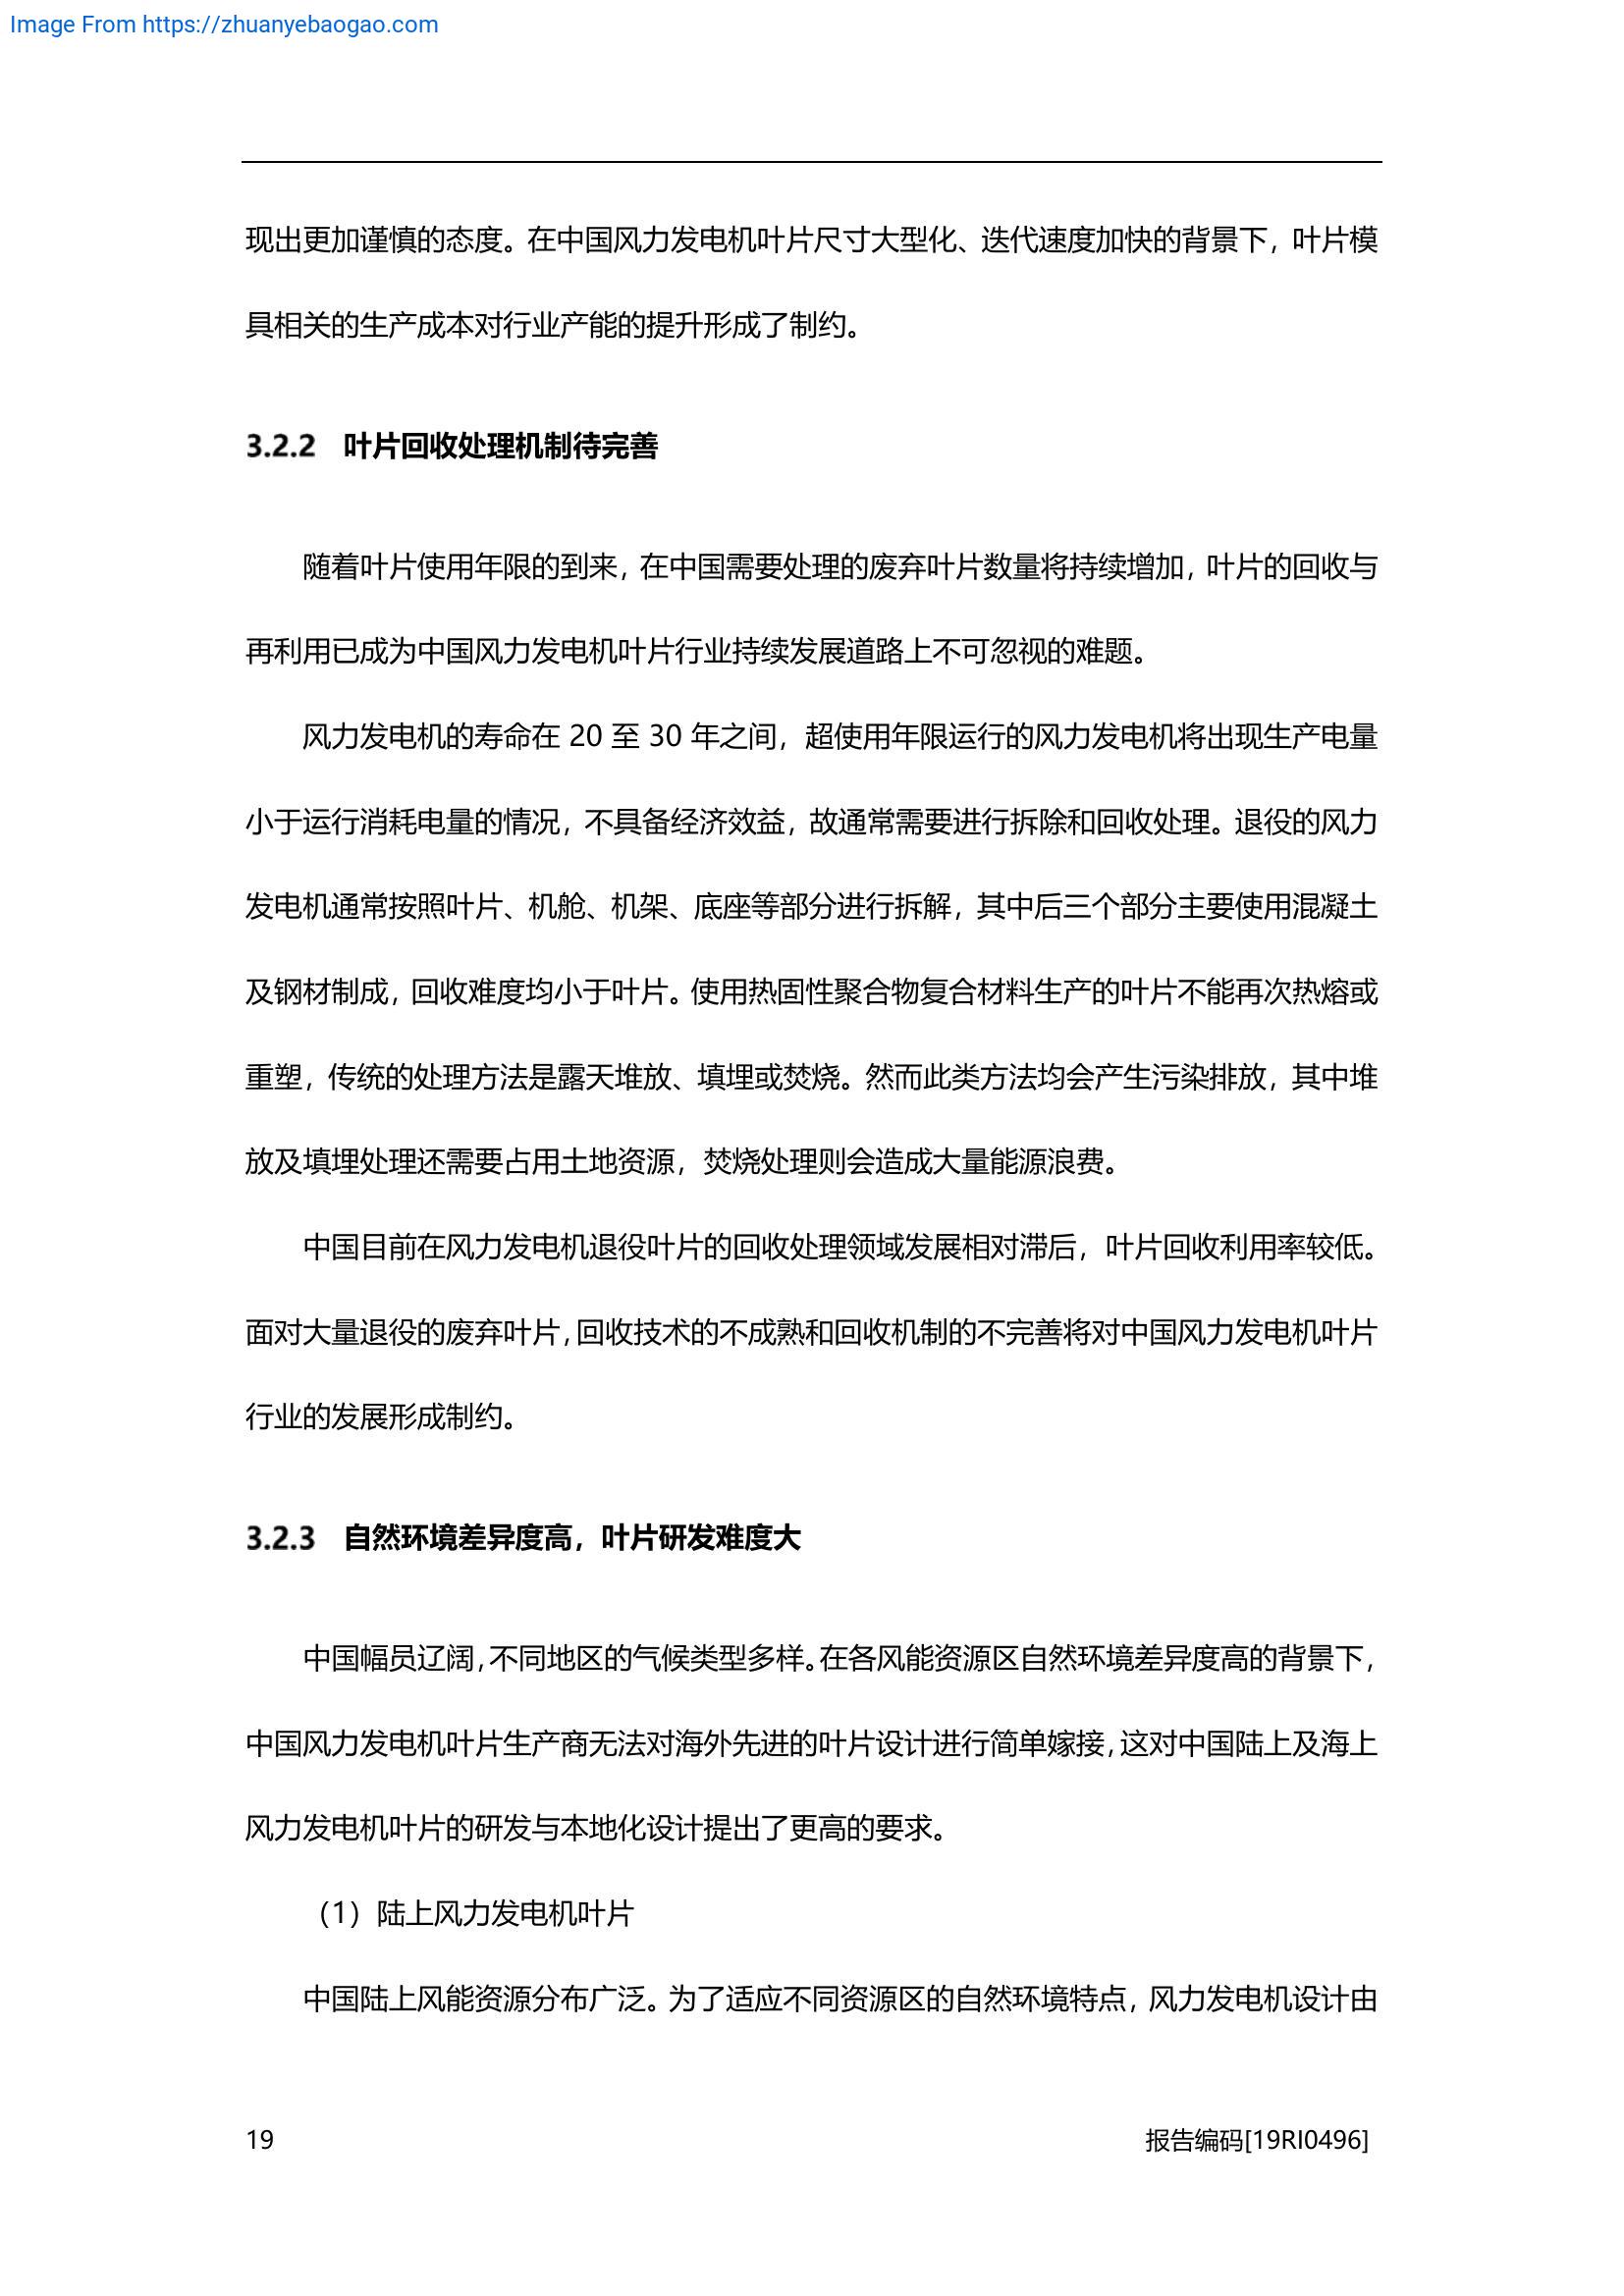 Image From https://zhuanyebaogao.com
现出更加谨慎的态度。在中国风力发电机叶片尺寸大型化、迭代速度加快的背景下，叶片模
具相关的生产成本对行业产能的提升形成了制约。
3.2.2 叶片回收处理机制待完善
随着叶片使用年限的到来，在中国需要处理的废弃叶片数量将持续增加，叶片的回收与
再利用已成为中国风力发电机叶片行业持续发展道路上不可忽视的难题。
风力发电机的寿命在 20 至 30 年之间，超使用年限运行的风力发电机将出现生产电量
小于运行消耗电量的情况，不具备经济效益，故通常需要进行拆除和回收处理。退役的风力
发电机通常按照叶片、机舱、机架、底座等部分进行拆解，其中后三个部分主要使用混凝土
及钢材制成，回收难度均小于叶片。使用热固性聚合物复合材料生产的叶片不能再次热熔或
重塑，传统的处理方法是露天堆放、填埋或焚烧。然而此类方法均会产生污染排放，其中堆
放及填埋处理还需要占用土地资源，焚烧处理则会造成大量能源浪费。
中国目前在风力发电机退役叶片的回收处理领域发展相对滞后，叶片回收利用率较低。
面对大量退役的废弃叶片，回收技术的不成熟和回收机制的不完善将对中国风力发电机叶片
行业的发展形成制约。
3.2.3 自然环境差异度高，叶片研发难度大
中国幅员辽阔，不同地区的气候类型多样。在各风能资源区自然环境差异度高的背景下，
中国风力发电机叶片生产商无法对海外先进的叶片设计进行简单嫁接，这对中国陆上及海上
风力发电机叶片的研发与本地化设计提出了更高的要求。
（1）陆上风力发电机叶片
中国陆上风能资源分布广泛。为了适应不同资源区的自然环境特点，风力发电机设计由
19 报告编码[19RI0496]